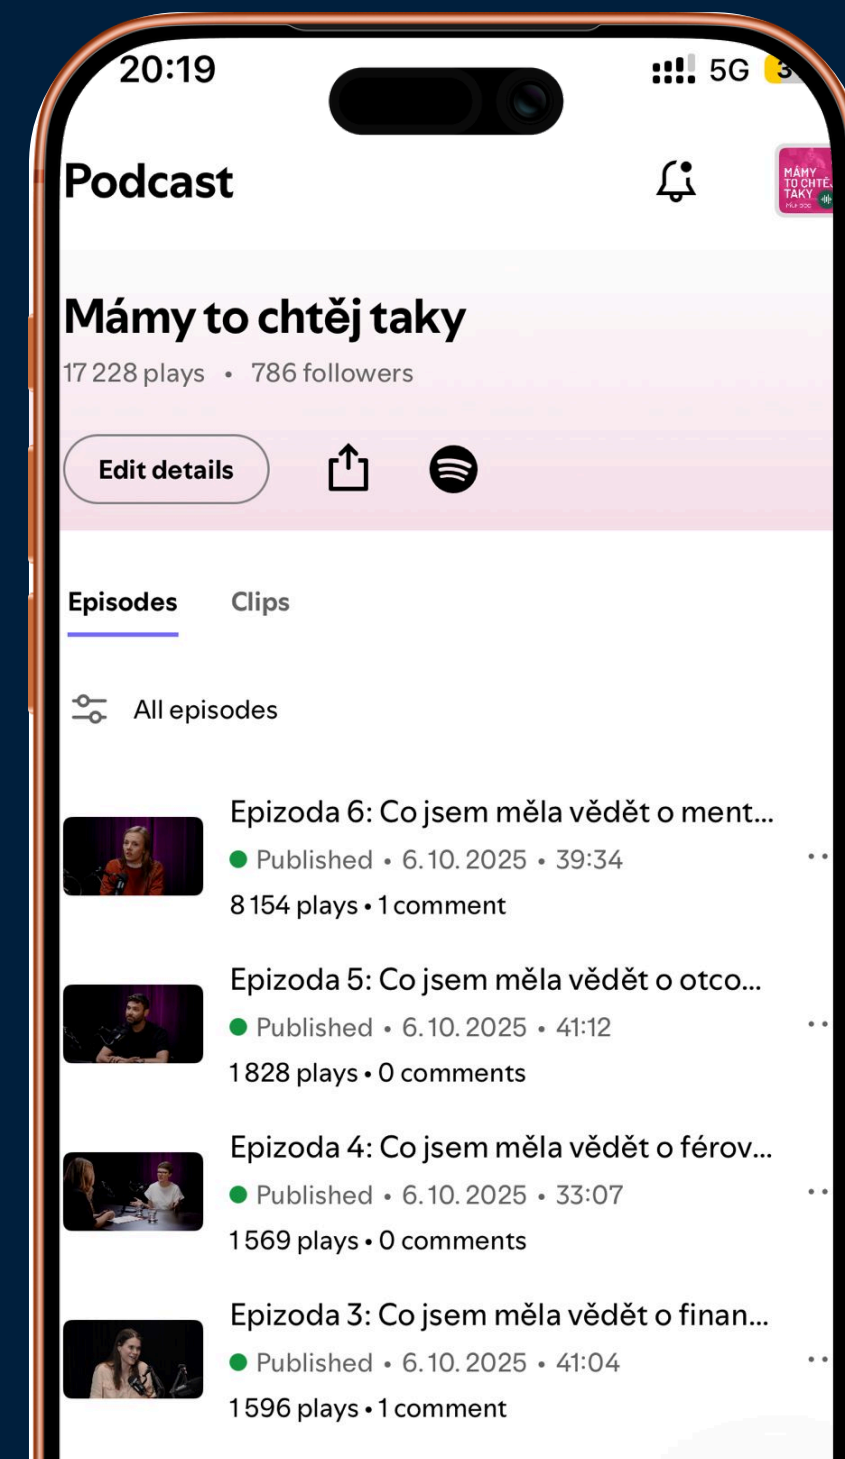 20:19
5G
Podcast
MÁMY
TO CHTĚJ
TAKY
Mámy to chtěj taky
17 228 plays • 786 followers
Edit details
Episodes Clips
All episodes
Epizoda 6: Co jsem měla vědět o ment...
Published • 6. 10. 2025 • 39:34
8 154 plays • 1 comment
Epizoda 5: Co jsem měla vědět o otco...
Published • 6. 10. 2025 • 41:12
1 828 plays • 0 comments
Epizoda 4: Co jsem měla vědět o férov...
Published • 6. 10. 2025 • 33:07
1 569 plays • 0 comments
Epizoda 3: Co jsem měla vědět o finan...
Published • 6. 10. 2025 • 41:04
1 596 plays • 1 comment